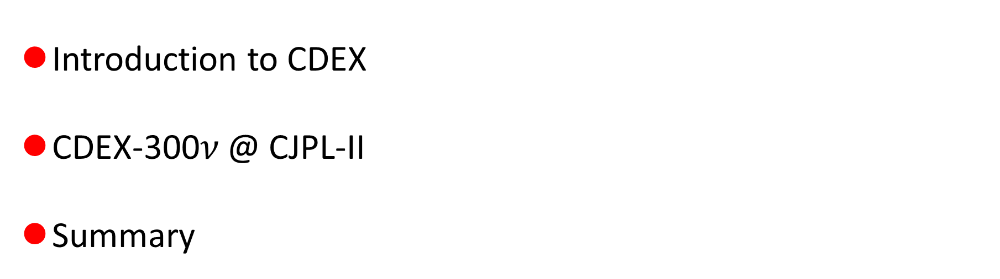 ● Introduction to CDEX
● CDEX-300ν @ CJPL-II
● Summary